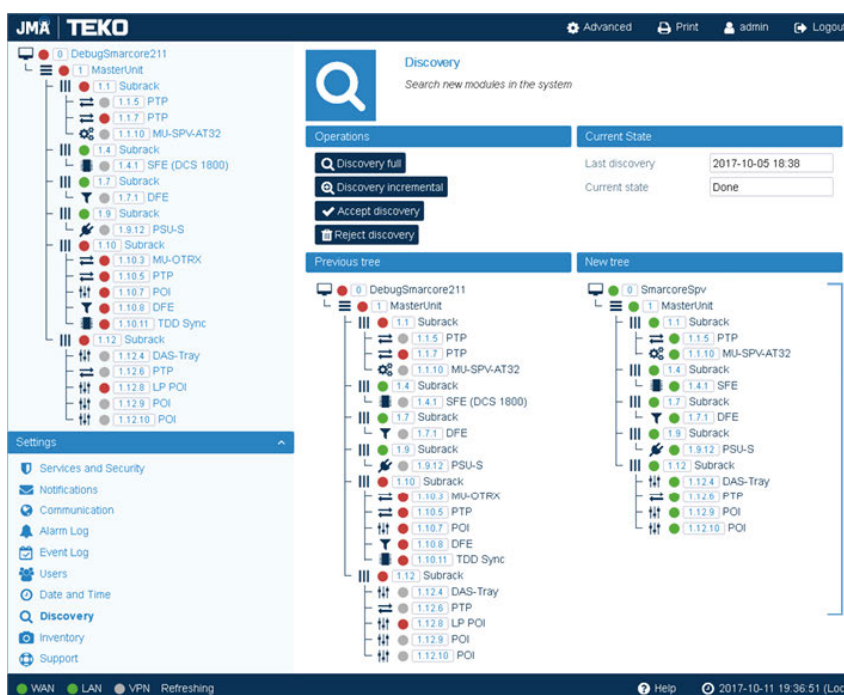 JMA TEKO
Advanced Print admin Logout
0 DebugSmarcore211
1 MasterUnit
1.1 Subrack
1.1.5 PTP
1.1.7 PTP
1.1.10 MU-SPV-AT32
1.4 Subrack
1.4.1 SFE (DCS 1800)
1.7 Subrack
1.7.1 DFE
1.9 Subrack
1.9.12 PSU-S
1.10 Subrack
1.10.3 MU-OTRX
1.10.5 PTP
1.10.7 POI
1.10.8 DFE
1.10.11 TDD Sync
1.12 Subrack
1.12.4 DAS-Tray
1.12.6 PTP
1.12.8 LP POI
1.12.9 POI
1.12.10 POI
Settings
Services and Security
Notifications
Communication
Alarm Log
Event Log
Users
Date and Time
Discovery
Inventory
Support
Discovery
Search new modules in the system
Operations
Discovery full
Discovery incremental
Accept discovery
Reject discovery
Current State
Last discovery 2017-10-05 18:38
Current state Done
Previous tree
0 DebugSmarcore211
1 MasterUnit
1.1 Subrack
1.1.5 PTP
1.1.7 PTP
1.1.10 MU-SPV-AT32
1.4 Subrack
1.4.1 SFE (DCS 1800)
1.7 Subrack
1.7.1 DFE
1.9 Subrack
1.9.12 PSU-S
1.10 Subrack
1.10.3 MU-OTRX
1.10.5 PTP
1.10.7 POI
1.10.8 DFE
1.10.11 TDD Sync
1.12 Subrack
1.12.4 DAS-Tray
1.12.6 PTP
1.12.8 LP POI
1.12.9 POI
1.12.10 POI
New tree
0 SmarcoreSpv
1 MasterUnit
1.1 Subrack
1.1.5 PTP
1.1.10 MU-SPV-AT32
1.4 Subrack
1.4.1 SFE
1.7 Subrack
1.7.1 DFE
1.9 Subrack
1.9.12 PSU-S
1.12 Subrack
1.12.4 DAS-Tray
1.12.6 PTP
1.12.9 POI
1.12.10 POI
WAN LAN VPN Refreshing
Help 2017-10-11 19:36:51 (Loc